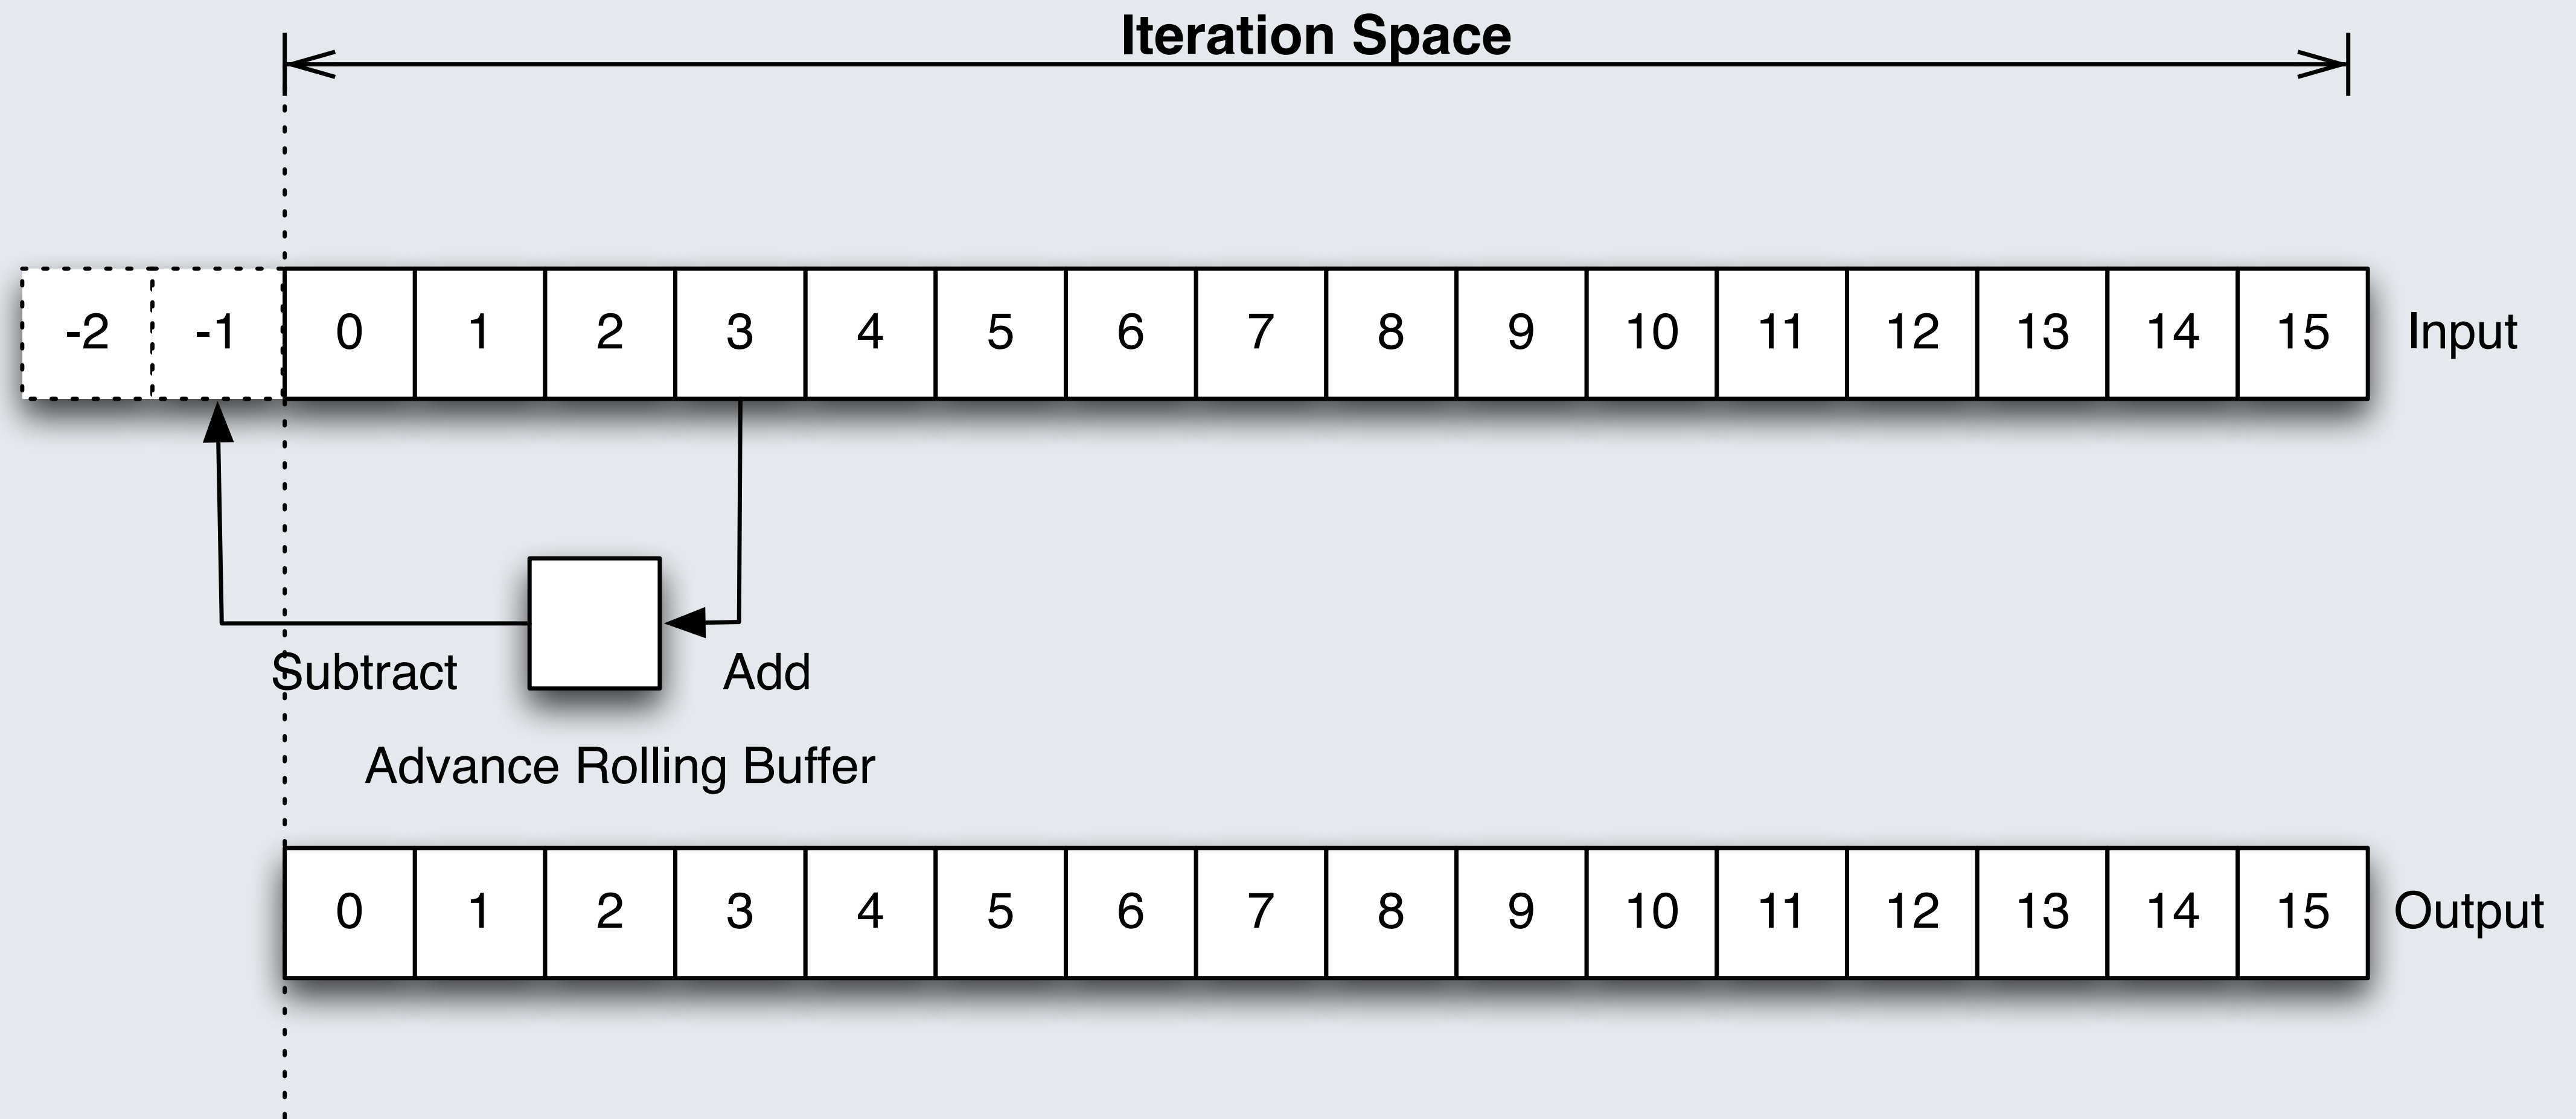 Iteration Space
-2 -1 0 1 2 3 4 5 6 7 8 9 10 11 12 13 14 15 Input
Subtract Add
Advance Rolling Buffer
0 1 2 3 4 5 6 7 8 9 10 11 12 13 14 15 Output